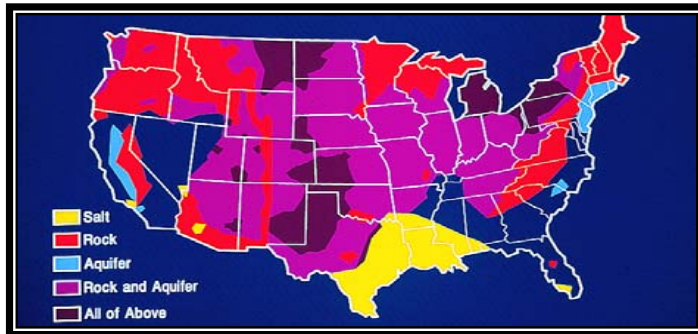 Salt
Rock
Aquifer
Rock and Aquifer
All of Above